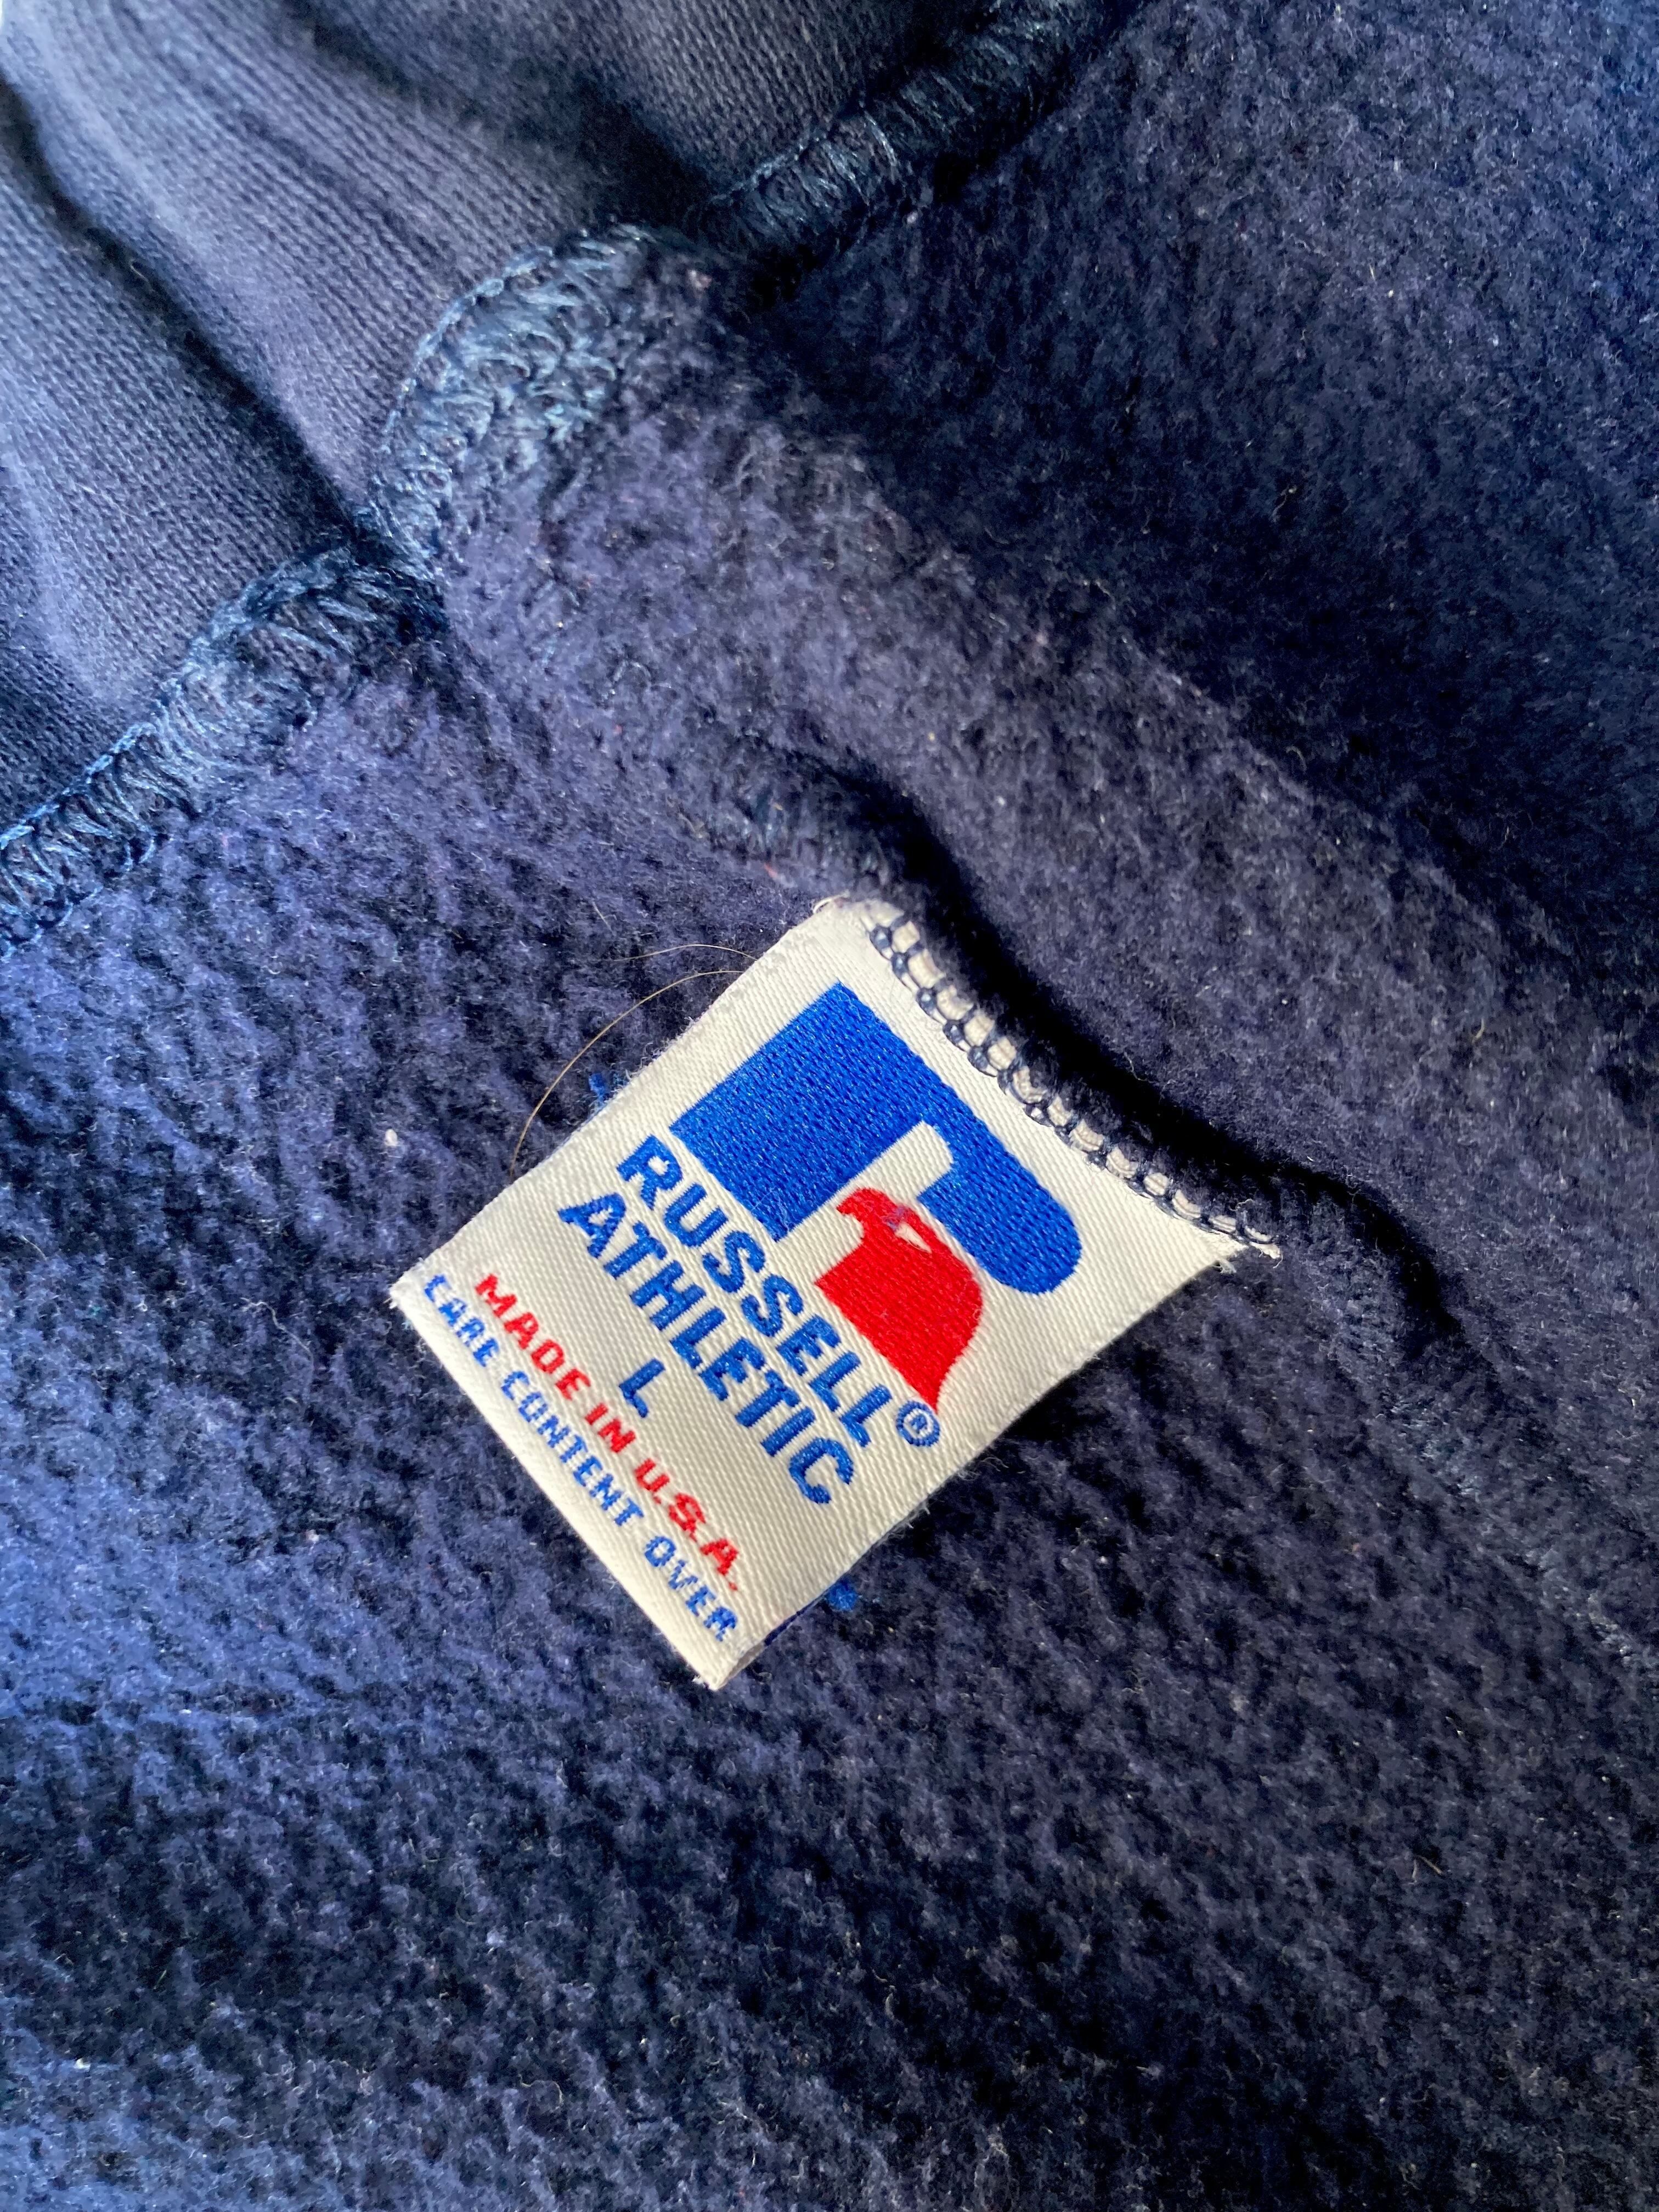 RUSSELL®
ATHLETIC
L
MADE IN U.S.A.
CARE CONTENT OVER